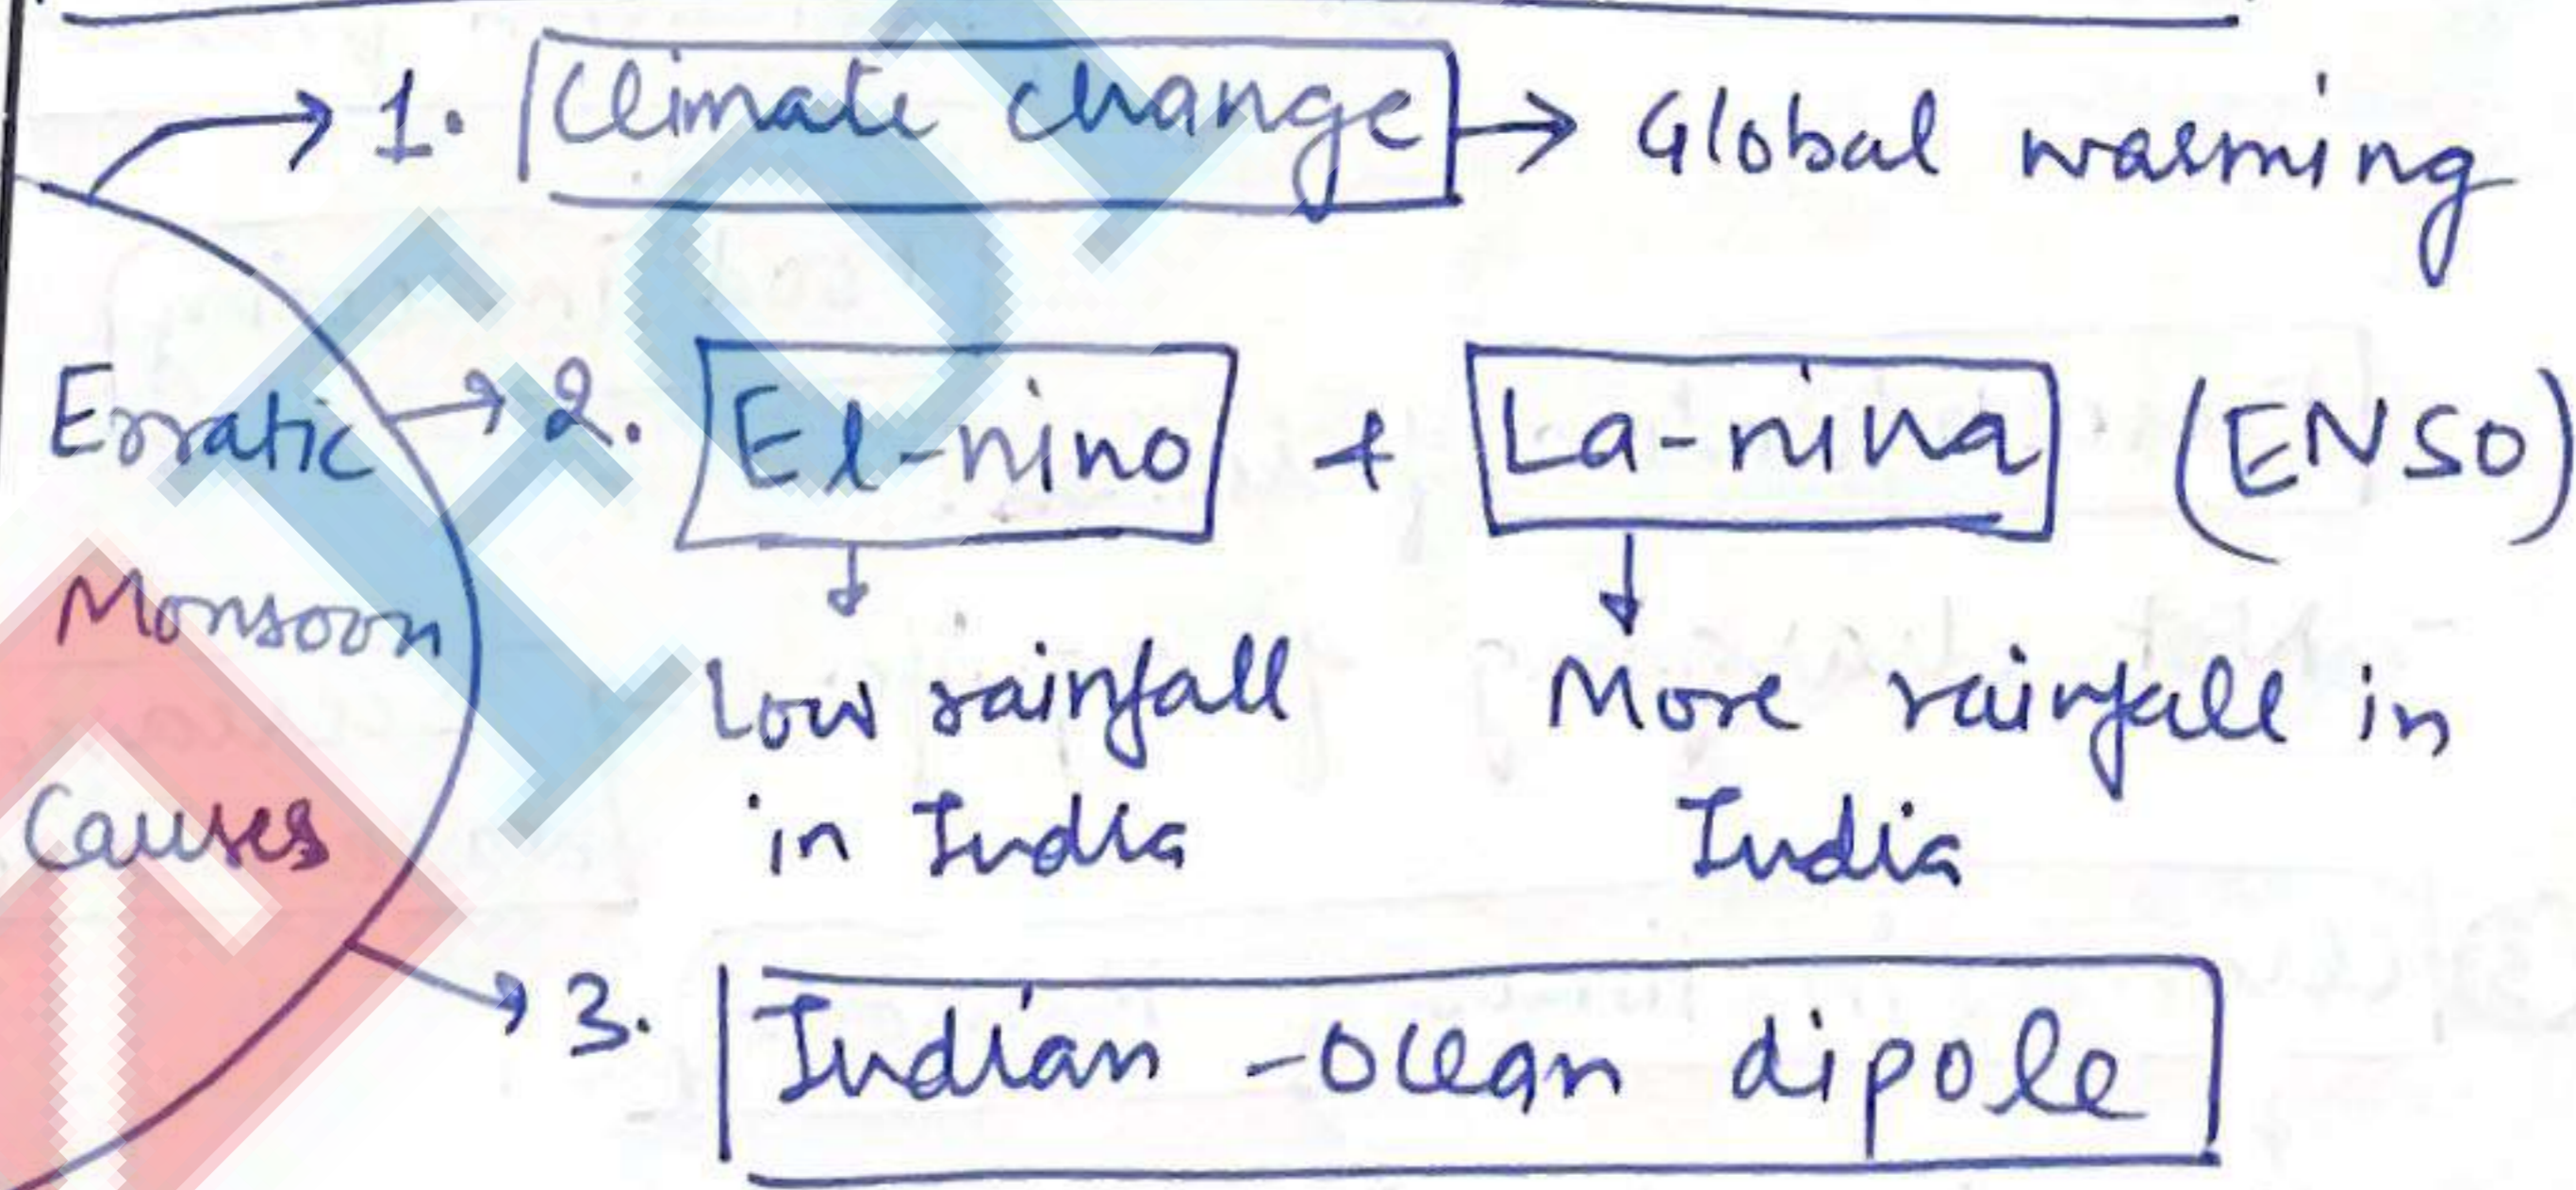 1. Climate change → Global warming
Erratic
Monsoon
Causes
2. El-nino + La-nina (ENSO)
Low rainfall
in India
More rainfall in
India
3. Indian -Ocean dipole